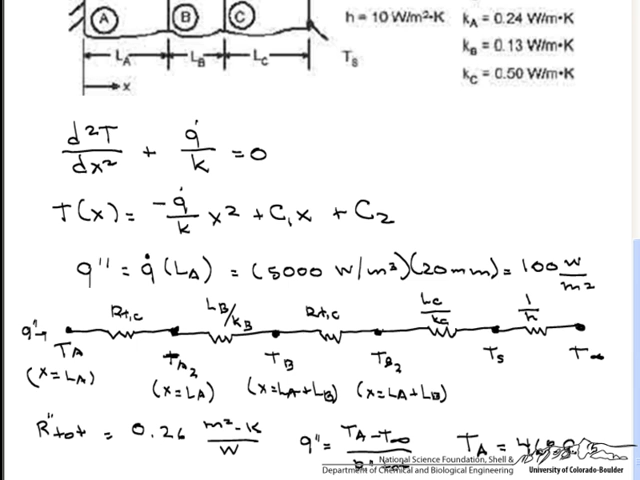 A B C h = 10 W/m²·K k_A = 0.24 W/m·K
k_B = 0.13 W/m·K
L_A L_B L_C T_s
k_C = 0.50 W/m·K
x
d²T/dx² + q̇/k = 0
T(x) = -q̇/k x² + C₁x + C₂
q'' = q̇(L_A) = (5000 W/m³)(20mm) = 100 W/m²
R_t,c L_B/k_B R_t,c L_C/k_C 1/h
q'' → T_A T_A2 T_B T_B2 T_s T_∞
(x=L_A) (x=L_A) (x=L_A+L_B) (x=L_A+L_B)
R''_tot = 0.26 m²-K/W q'' = T_A-T_∞ T_A =
National Science Foundation, Shell &
Department of Chemical and Biological Engineering University of Colorado-Boulder